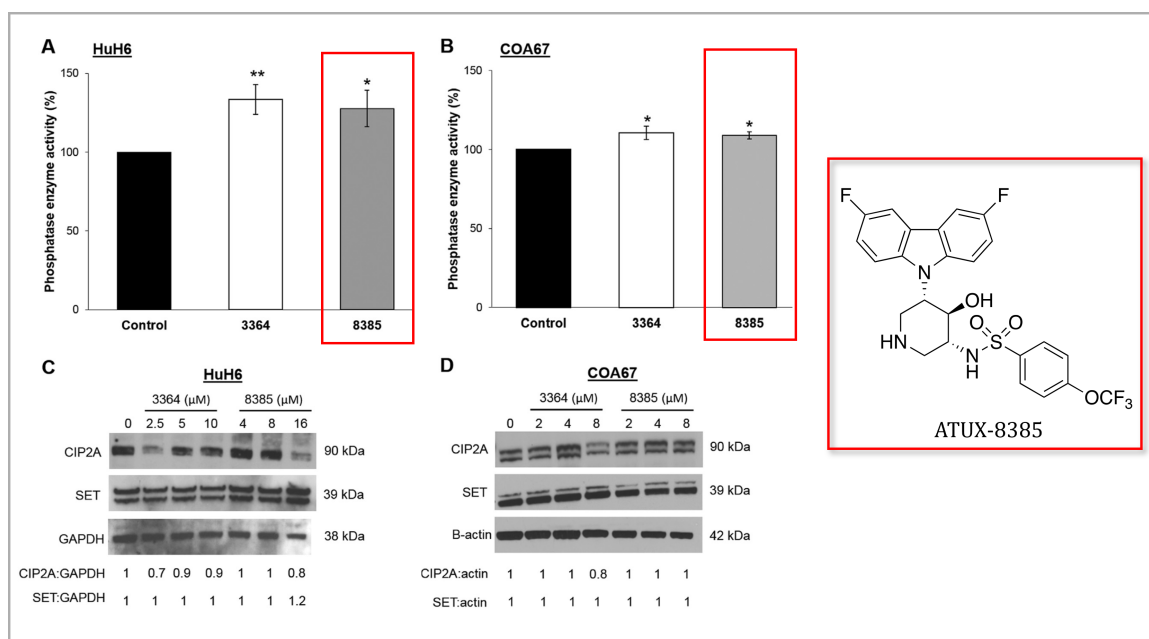 A HuH6
Phosphatase enzyme activity (%)
150
100
50
0
**
*
Control 3364 8385
B COA67
Phosphatase enzyme activity (%)
150
100
50
0
*
*
Control 3364 8385
C HuH6
3364 (μM) 8385 (μM)
0 2.5 5 10 4 8 16
CIP2A 90 kDa
SET 39 kDa
GAPDH 38 kDa
CIP2A:GAPDH 1 0.7 0.9 0.9 1 1 0.8
SET:GAPDH 1 1 1 1 1 1 1.2
D COA67
3364 (μM) 8385 (μM)
0 2 4 8 2 4 8
CIP2A 90 kDa
SET 39 kDa
B-actin 42 kDa
CIP2A:actin 1 1 1 0.8 1 1 1
SET:actin 1 1 1 1 1 1 1
F F
N
OH
O O
HN S
N
H
OCF3
ATUX-8385